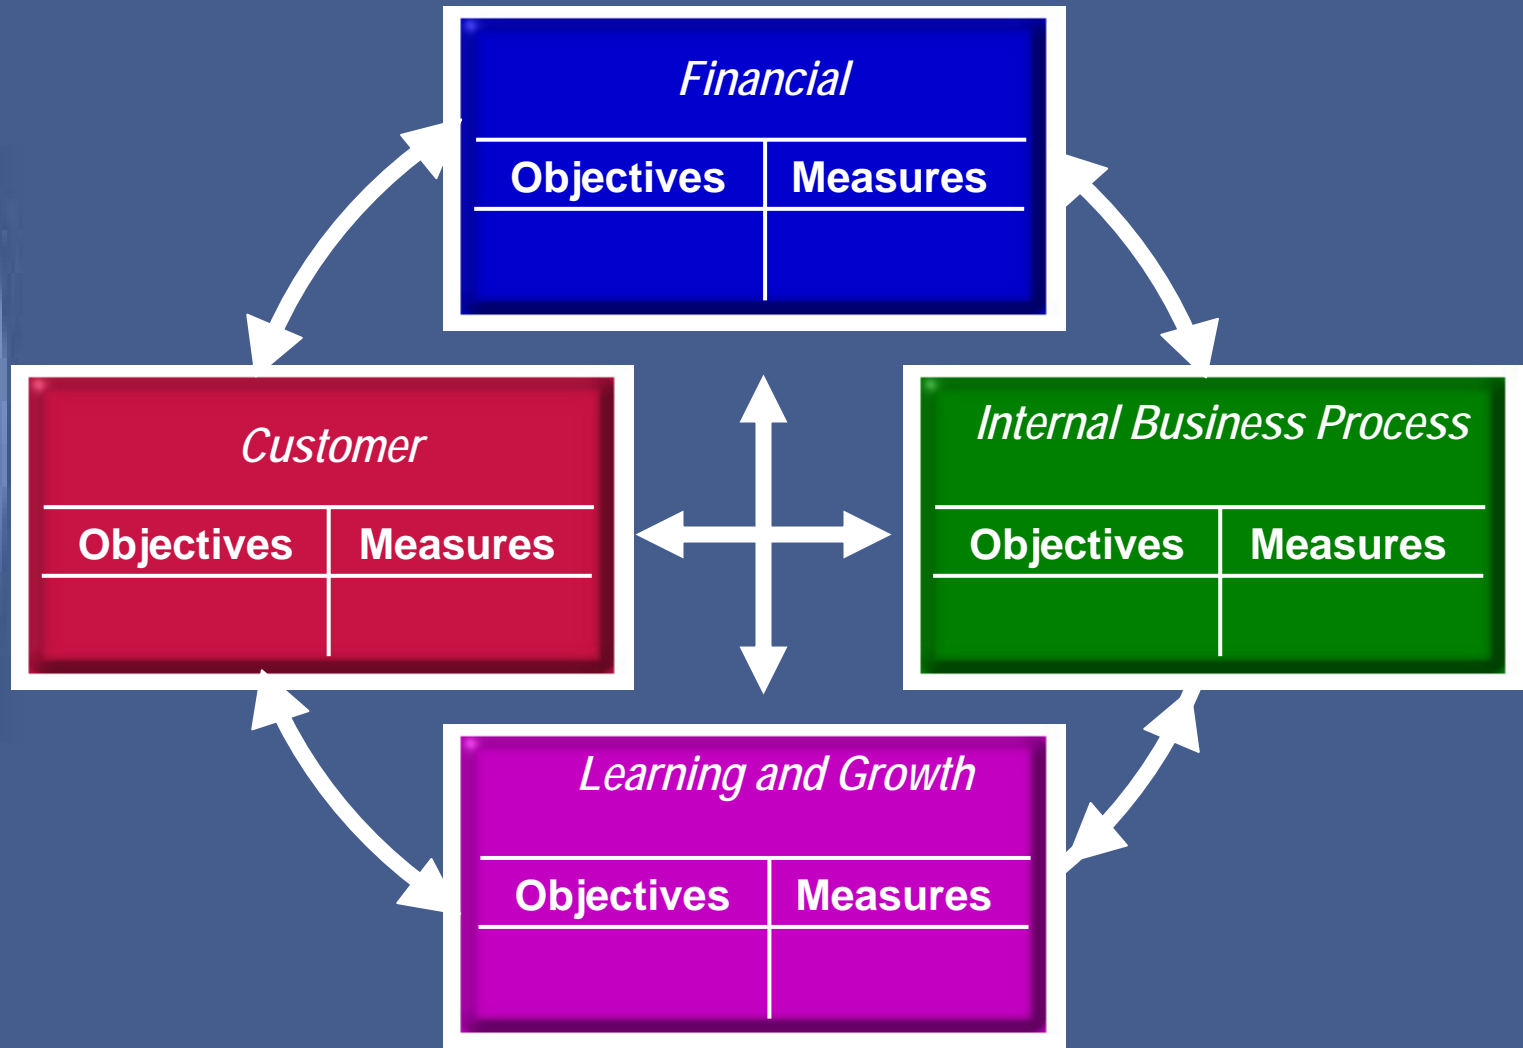 Financial
Objectives Measures
Customer
Objectives Measures
Internal Business Process
Objectives Measures
Learning and Growth
Objectives Measures